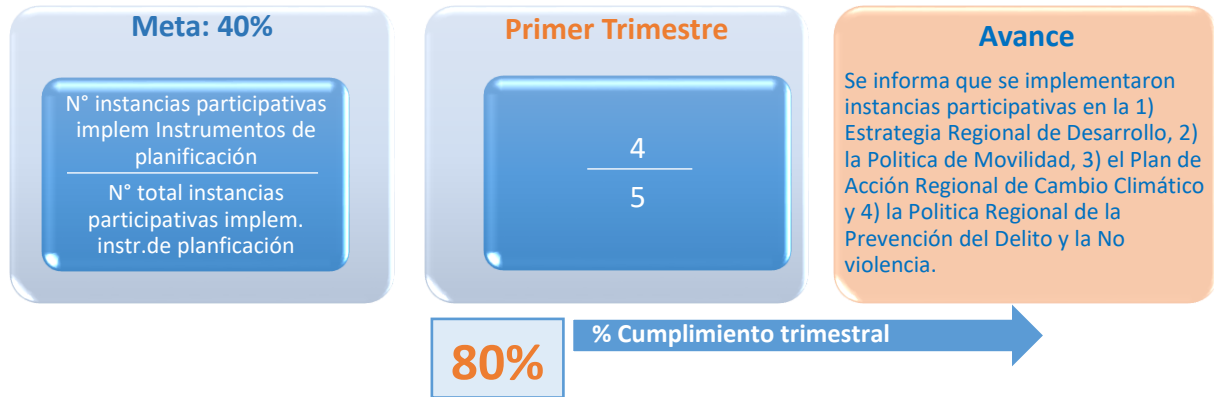 Meta: 40%
N° instancias participativas
implem Instrumentos de
planificación
N° total instancias
participativas implem.
instr.de planficación
Primer Trimestre
4
5
Avance
Se informa que se implementaron
instancias participativas en la 1)
Estrategia Regional de Desarrollo, 2)
la Politica de Movilidad, 3) el Plan de
Acción Regional de Cambio Climático
y 4) la Politica Regional de la
Prevención del Delito y la No
violencia.
80%
% Cumplimiento trimestral